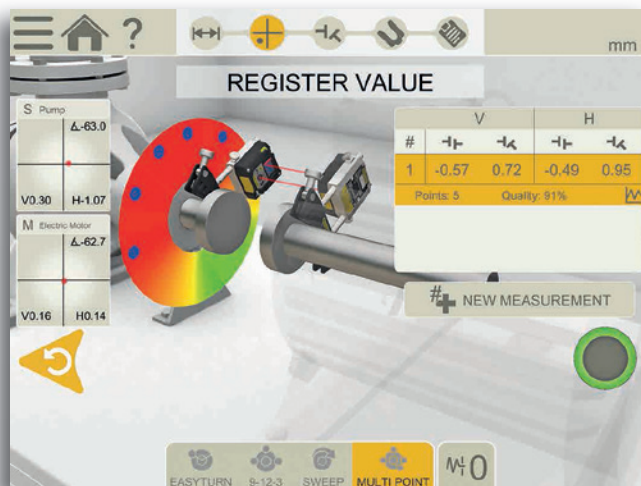 ?
mm
REGISTER VALUE
S Pump
∡-63.0
V0.30 H-1.07
M Electric Motor
∡-62.7
V0.16 H0.14
V H
#
1 -0.57 0.72 -0.49 0.95
Points: 5 Quality: 91%
# NEW MEASUREMENT
0
EASYTURN 9-12-3 SWEEP MULTI POINT